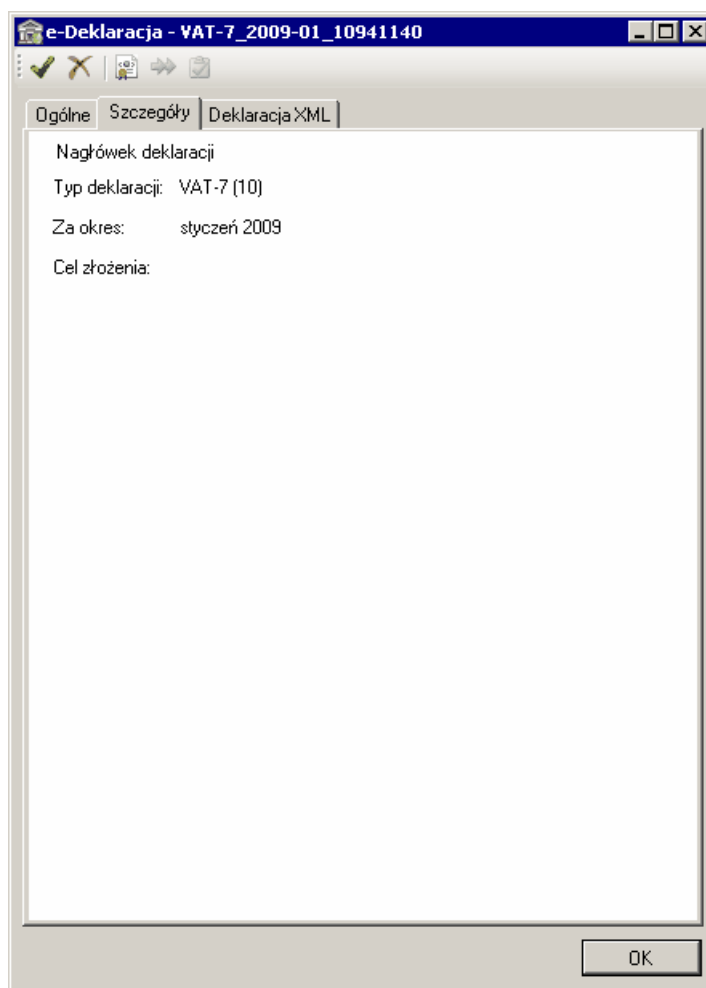 e-Deklaracja - VAT-7_2009-01_10941140
Ogólne Szczegóły Deklaracja XML
Nagłówek deklaracji
Typ deklaracji: VAT-7 (10)
Za okres: styczeń 2009
Cel złożenia:
OK